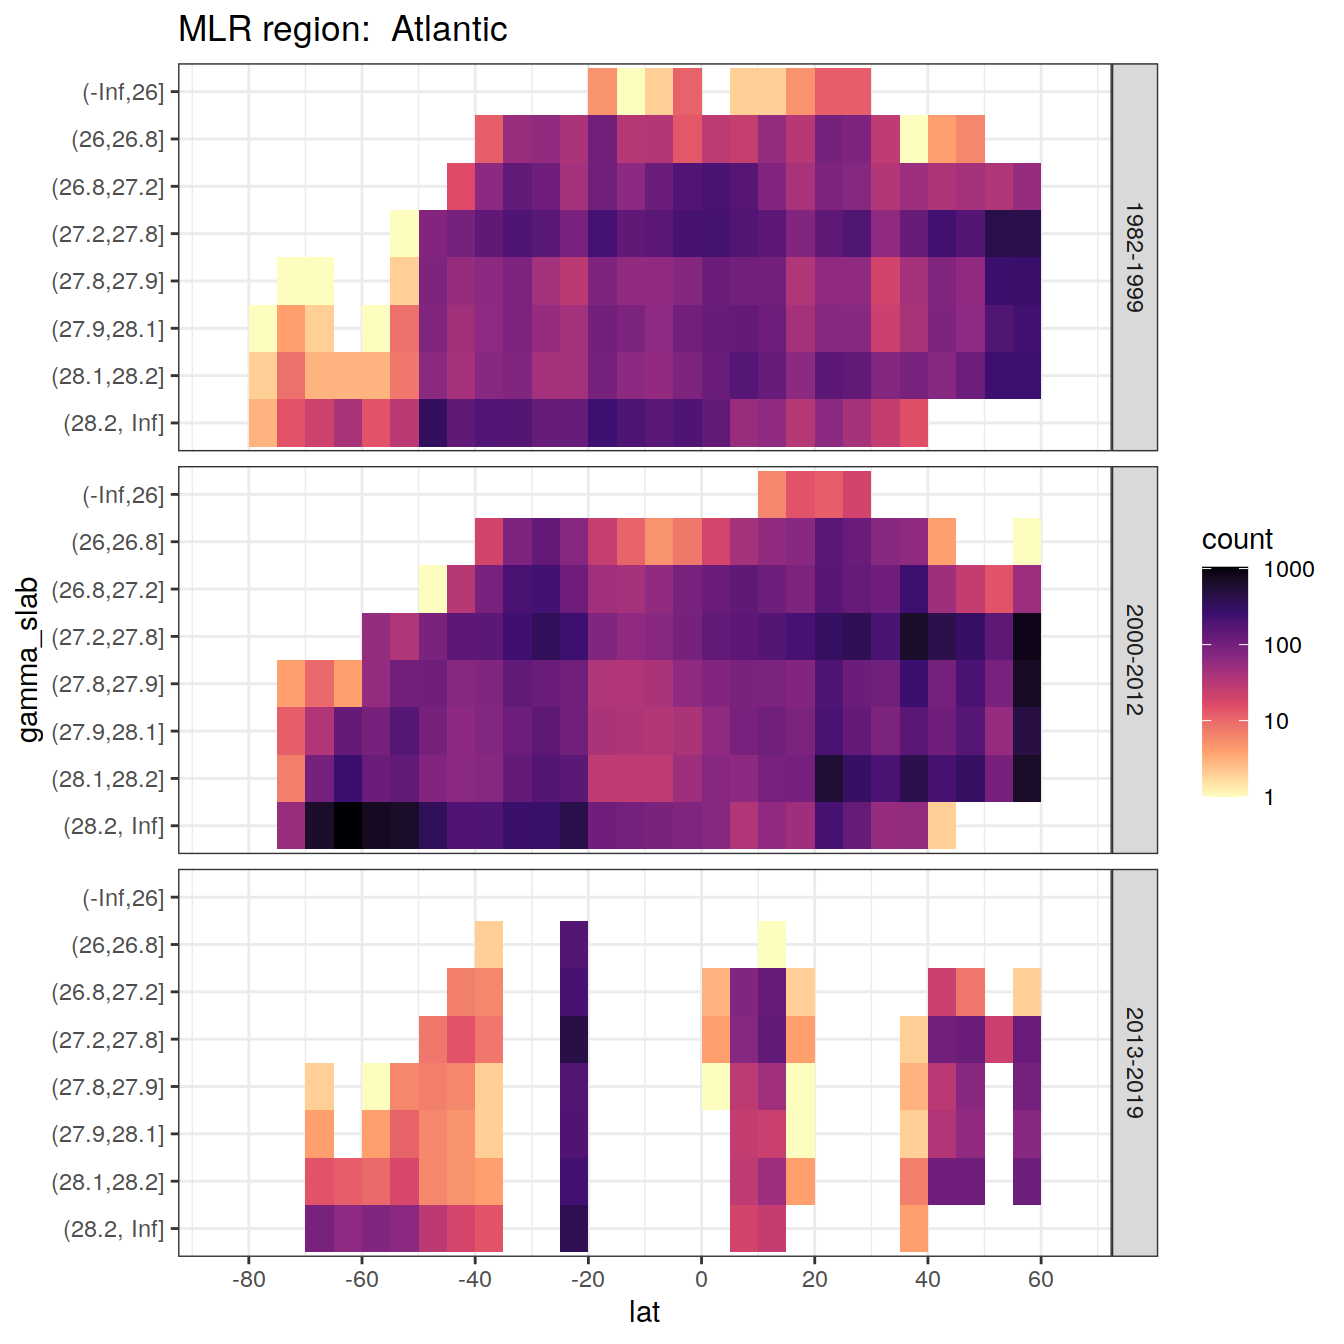 MLR region:  Atlantic
(-Inf,26]
(26,26.8]
(26.8,27.2]
(27.2,27.8]
(27.8,27.9]
(27.9,28.1]
(28.1,28.2]
(28.2, Inf]
1982-1999
(-Inf,26]
(26,26.8]
(26.8,27.2]
(27.2,27.8]
(27.8,27.9]
(27.9,28.1]
(28.1,28.2]
(28.2, Inf]
2000-2012
(-Inf,26]
(26,26.8]
(26.8,27.2]
(27.2,27.8]
(27.8,27.9]
(27.9,28.1]
(28.1,28.2]
(28.2, Inf]
2013-2019
gamma_slab
-80 -60 -40 -20 0 20 40 60
lat
count
1000
100
10
1